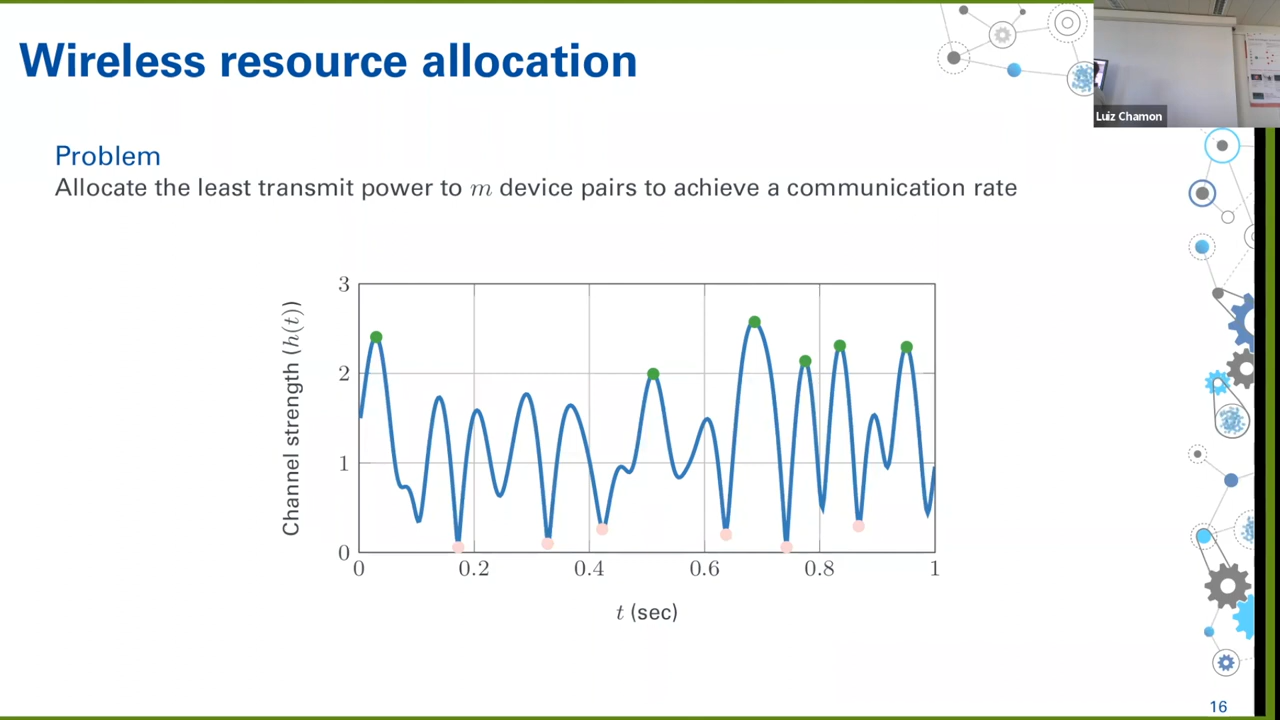 Wireless resource allocation
Luiz Chamon
Problem
Allocate the least transmit power to m device pairs to achieve a communication rate
Channel strength (h(t))
3
2
1
0
0 0.2 0.4 0.6 0.8 1
t (sec)
16